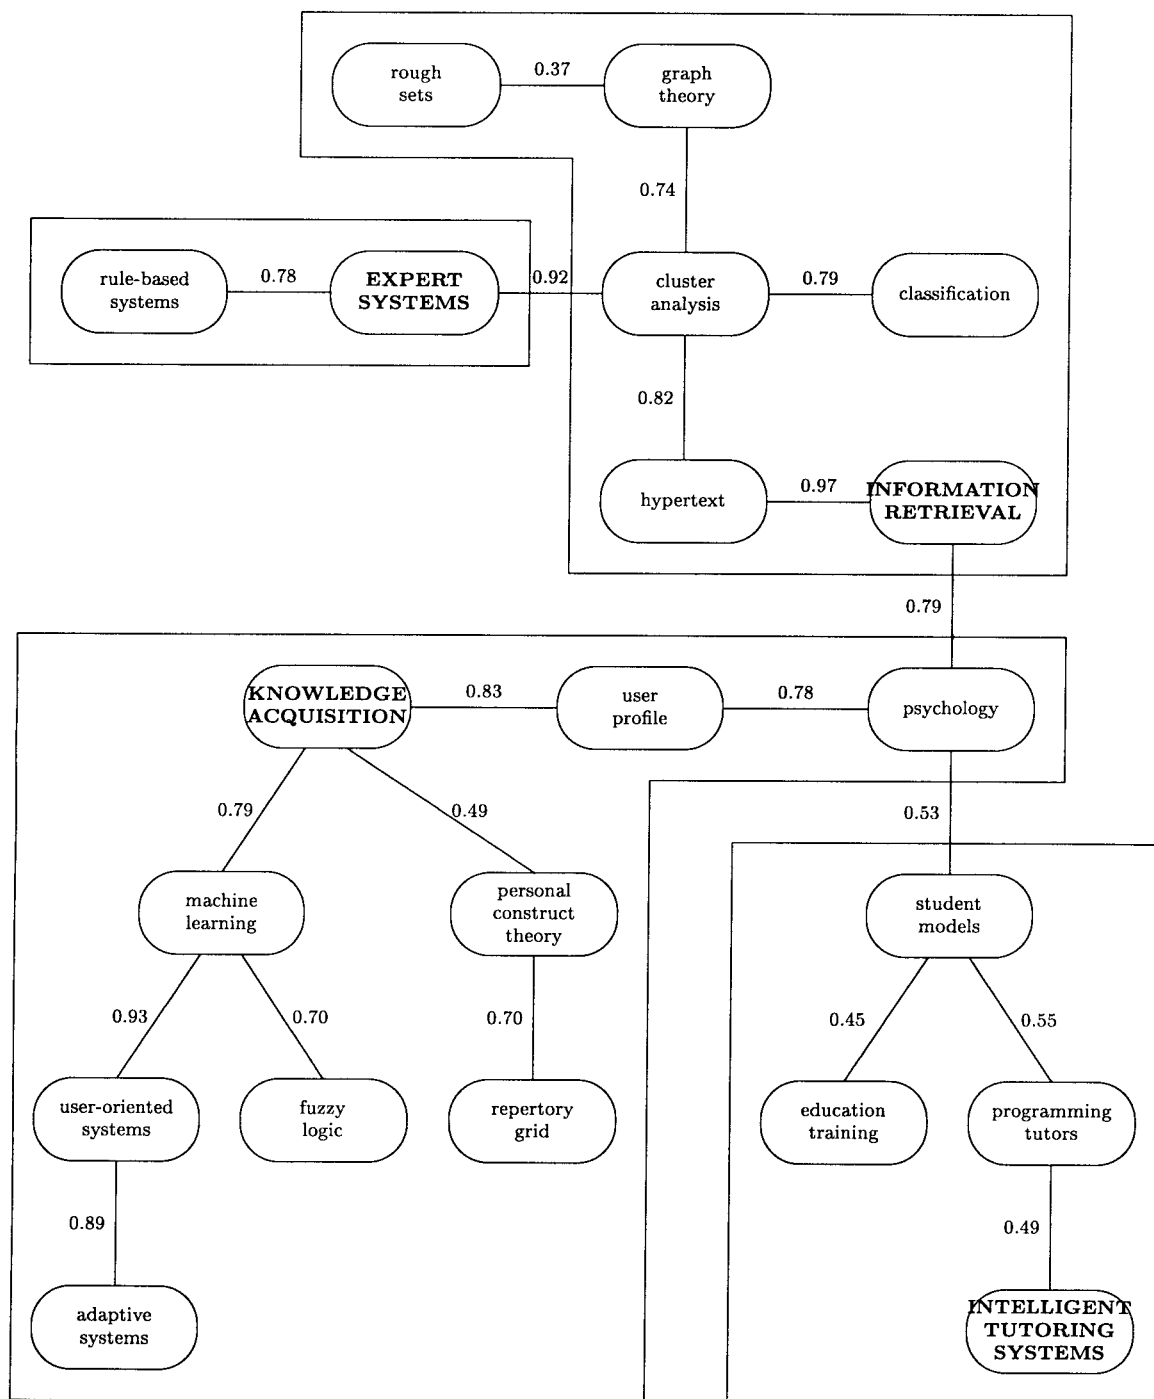 rough
sets
0.37
graph
theory
0.74
rule-based
systems
0.78
EXPERT
SYSTEMS
0.92
cluster
analysis
0.79
classification
0.82
hypertext
0.97
INFORMATION
RETRIEVAL
0.79
KNOWLEDGE
ACQUISITION
0.83
user
profile
0.78
psychology
0.79
0.49
0.53
machine
learning
personal
construct
theory
student
models
0.93
0.70
0.70
0.45
0.55
user-oriented
systems
fuzzy
logic
repertory
grid
education
training
programming
tutors
0.89
0.49
adaptive
systems
INTELLIGENT
TUTORING
SYSTEMS